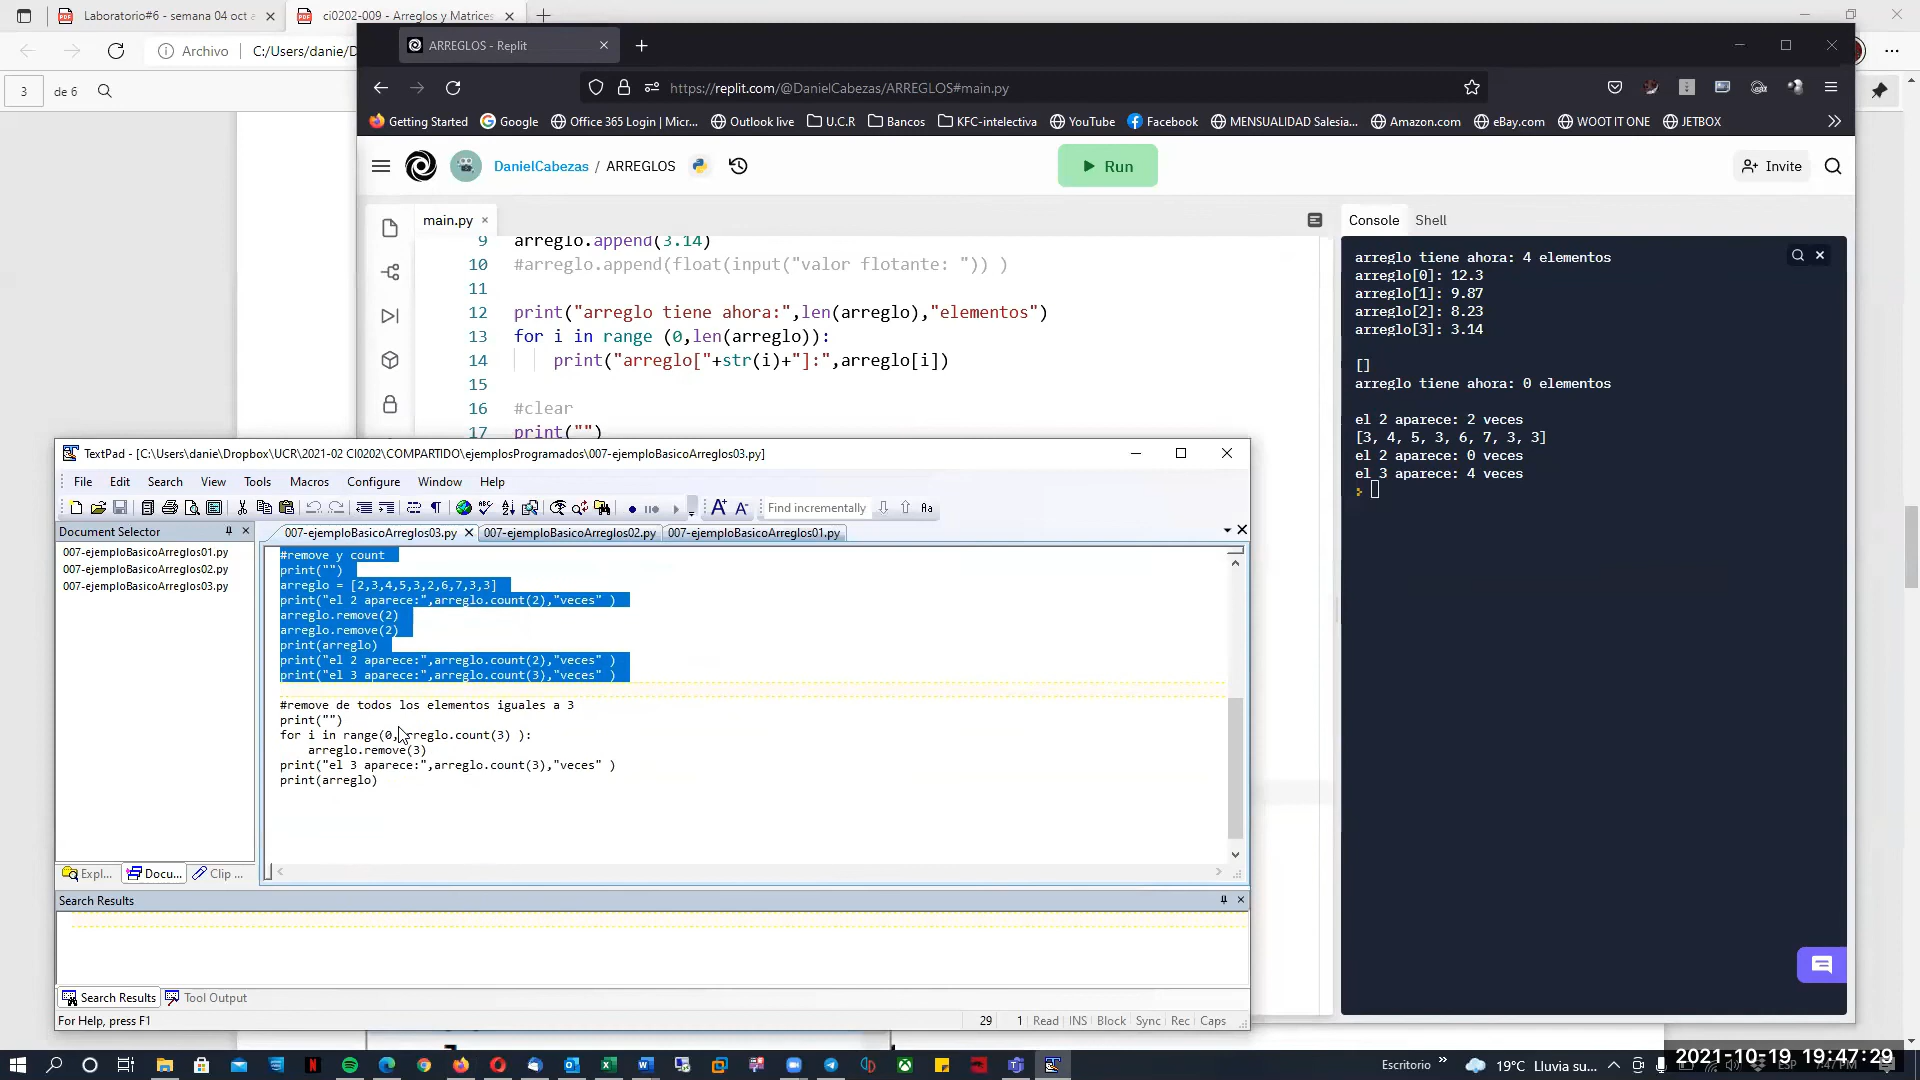 Laboratorio#6 - semana 04 oct a
ci0202-009 - Arreglos y Matrices
Archivo
C:/Users/danie/D
3
de 6
ARREGLOS - Replit
https://replit.com/@DanielCabezas/ARREGLOS#main.py
Getting Started
Google
Office 365 Login | Micr...
Outlook live
U.C.R
Bancos
KFC-intelectiva
YouTube
Facebook
MENSUALIDAD Salesia...
Amazon.com
eBay.com
WOOT IT ONE
JETBOX
DanielCabezas / ARREGLOS
Run
Invite
main.py
9 arreglo.append(3.14)
10 #arreglo.append(float(input("valor flotante: ")) )
11
12 print("arreglo tiene ahora:",len(arreglo),"elementos")
13 for i in range (0,len(arreglo)):
14 print("arreglo["+str(i)+"]:",arreglo[i])
15
16 #clear
17 print("")
Console
Shell
arreglo tiene ahora: 4 elementos
arreglo[0]: 12.3
arreglo[1]: 9.87
arreglo[2]: 8.23
arreglo[3]: 3.14
[]
arreglo tiene ahora: 0 elementos
el 2 aparece: 2 veces
[3, 4, 5, 3, 6, 7, 3, 3]
el 2 aparece: 0 veces
el 3 aparece: 4 veces
TextPad - [C:\Users\danie\Dropbox\UCR\2021-02 CI0202\COMPARTIDO\ejemplosProgramados\007-ejemploBasicoArreglos03.py]
File Edit Search View Tools Macros Configure Window Help
Find incrementally
Document Selector
007-ejemploBasicoArreglos01.py
007-ejemploBasicoArreglos02.py
007-ejemploBasicoArreglos03.py
007-ejemploBasicoArreglos03.py
007-ejemploBasicoArreglos02.py
007-ejemploBasicoArreglos01.py
#remove y count
print("")
arreglo = [2,3,4,5,3,2,6,7,3,3]
print("el 2 aparece:",arreglo.count(2),"veces" )
arreglo.remove(2)
arreglo.remove(2)
print(arreglo)
print("el 2 aparece:",arreglo.count(2),"veces" )
print("el 3 aparece:",arreglo.count(3),"veces" )
#remove de todos los elementos iguales a 3
print("")
for i in range(0,arreglo.count(3) ):
arreglo.remove(3)
print("el 3 aparece:",arreglo.count(3),"veces" )
print(arreglo)
Expl...
Docu...
Clip ...
Search Results
Search Results
Tool Output
For Help, press F1
29 1 Read INS Block Sync Rec Caps
Escritorio
19°C Lluvia su...
2021-10-19 19:47:29